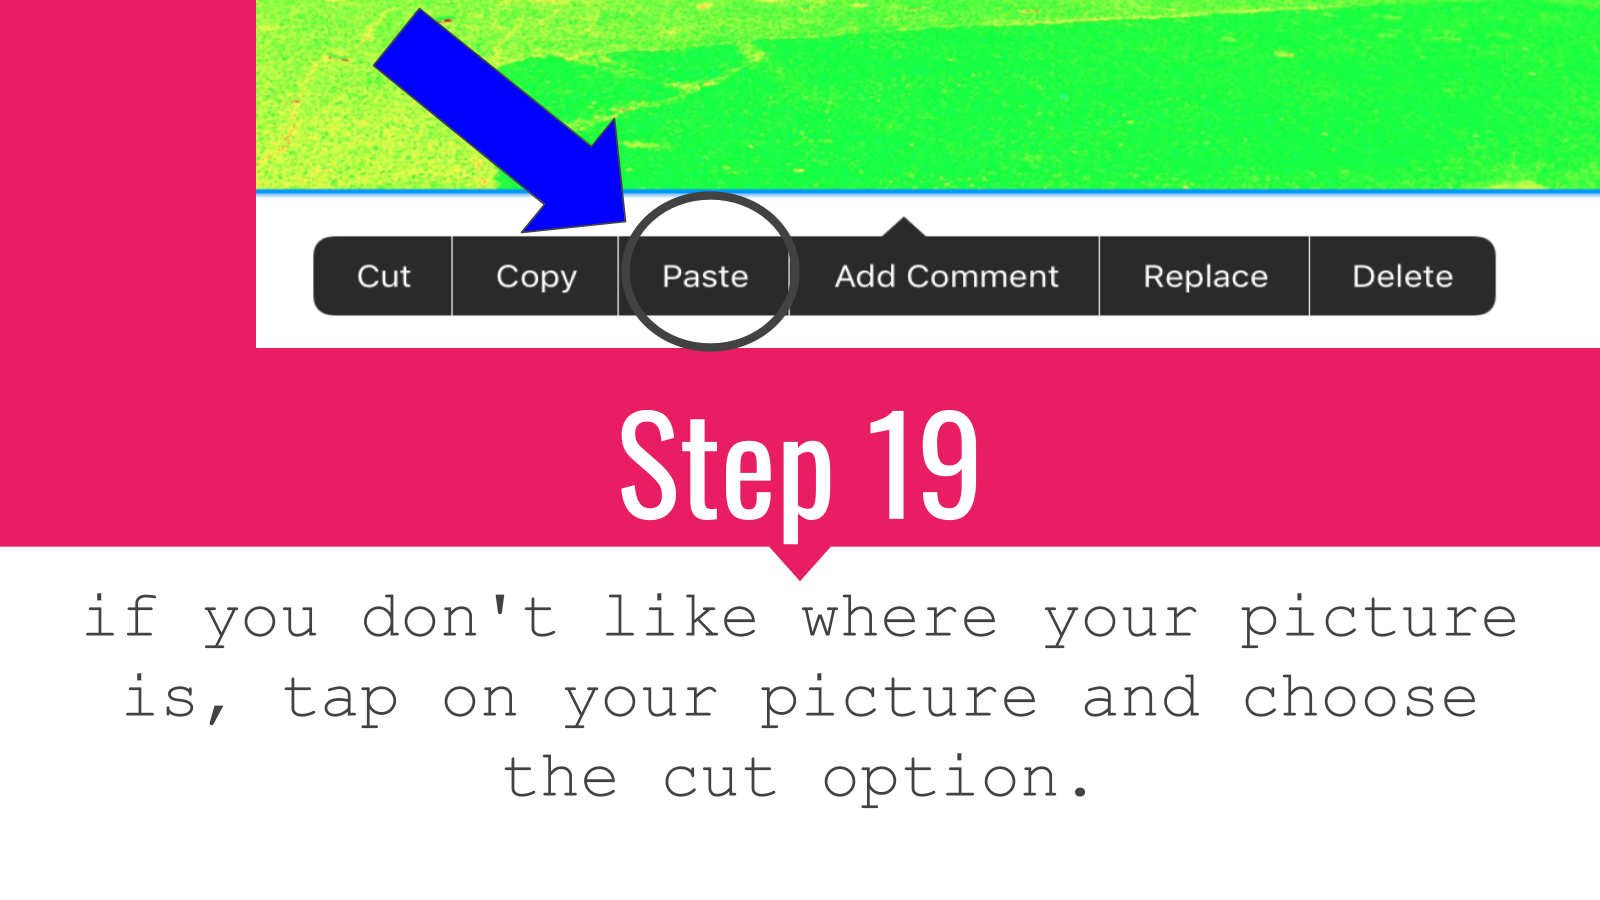 Cut Copy Paste Add Comment Replace Delete
Step 19
if you don't like where your picture
is, tap on your picture and choose
the cut option.